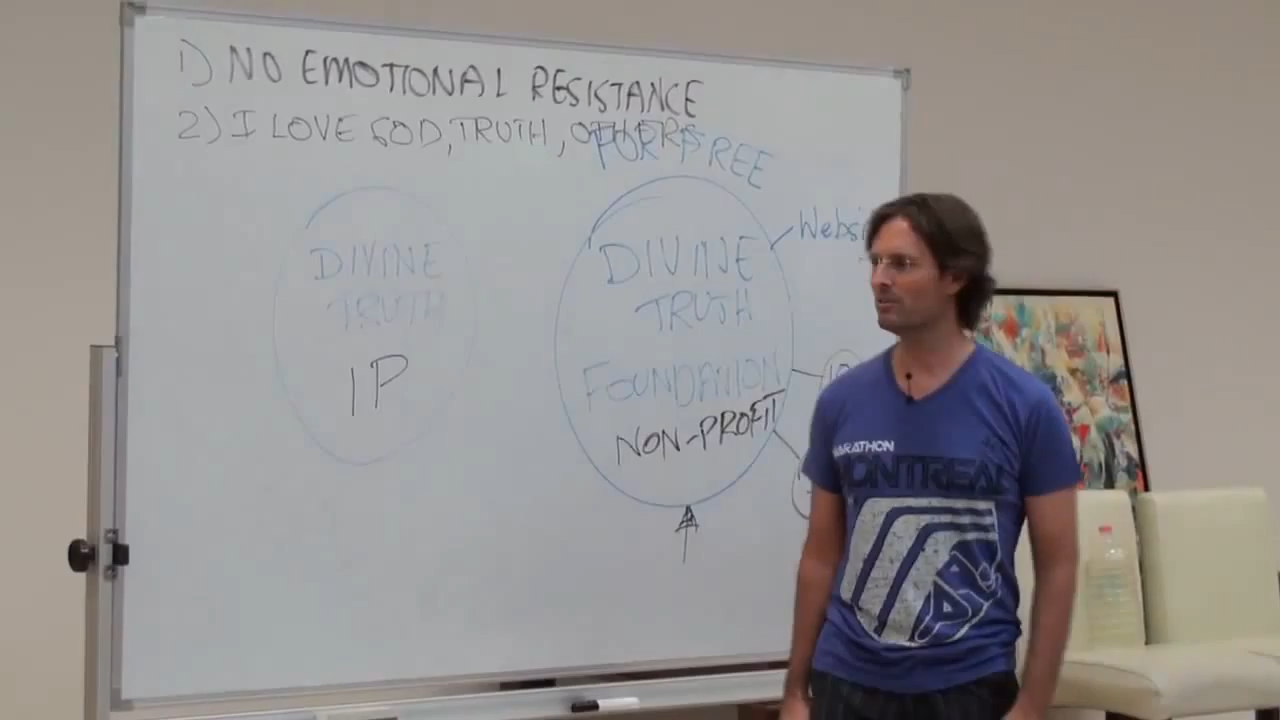 1) NO EMOTIONAL RESISTANCE
2) I LOVE GOD, TRUTH, OTHERS
FOR FREE
DIVINE
TRUTH
IP
DIVINE
TRUTH
FOUNDATION
NON-PROFIT
MARATHON
MONTREAL